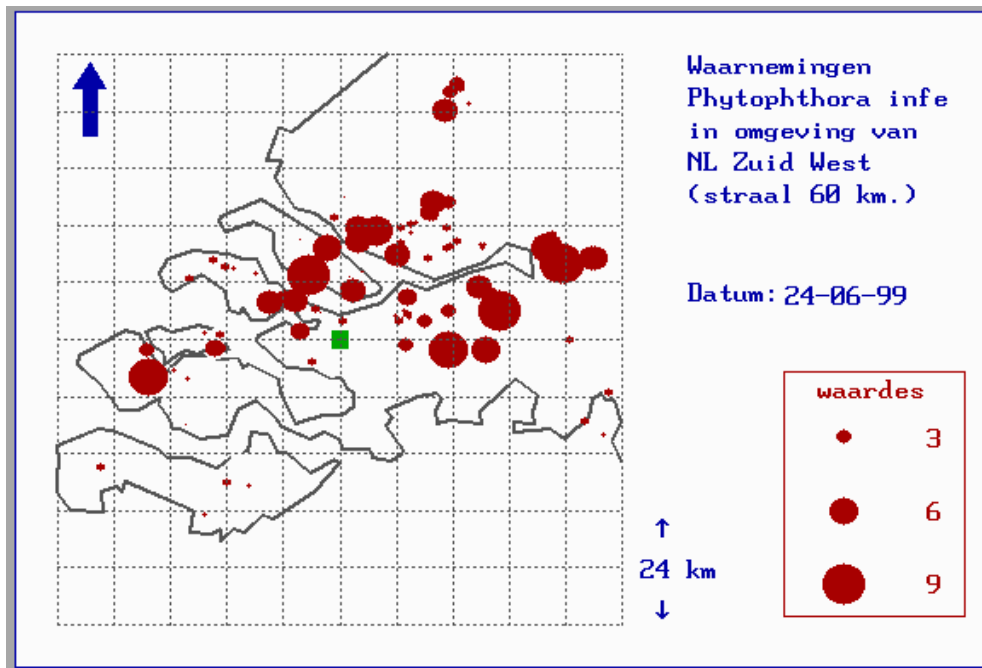 Waarnemingen
Phytophthora infe
in omgeving van
NL Zuid West
(straal 60 km.)
Datum: 24-06-99
waardes
3
6
9
↑
24 km
↓